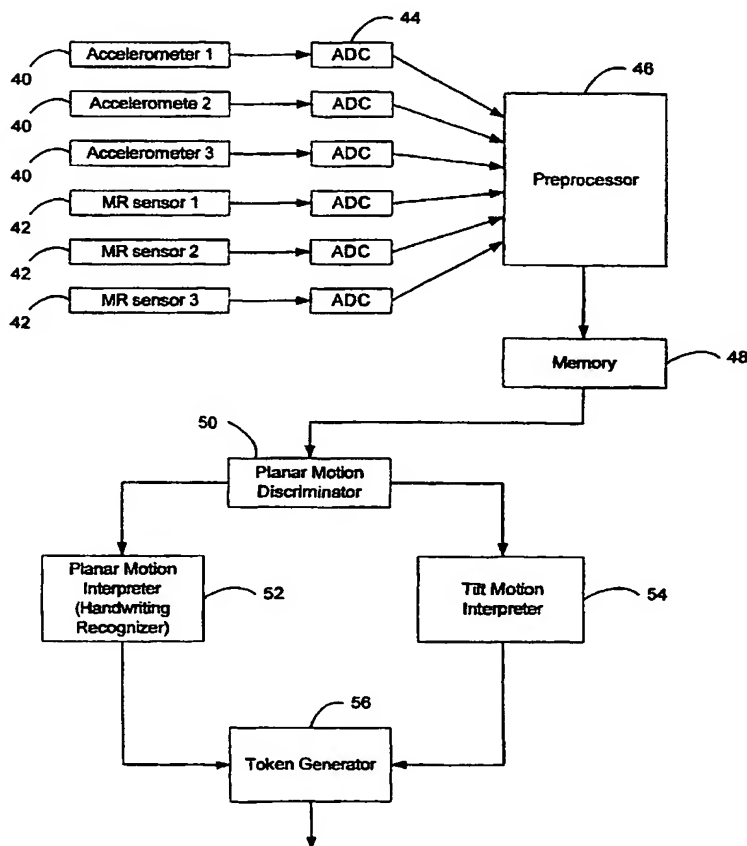 44
Accelerometer 1 ADC
40
46
Acceleromete 2 ADC
40
Accelerometer 3 ADC
40
Preprocessor
MR sensor 1 ADC
42
MR sensor 2 ADC
42
MR sensor 3 ADC
42
Memory
48
50
Planar Motion
Discriminator
Planar Motion
Interpreter
(Handwriting
Recognizer)
52
Tilt Motion
Interpreter
54
56
Token Generator